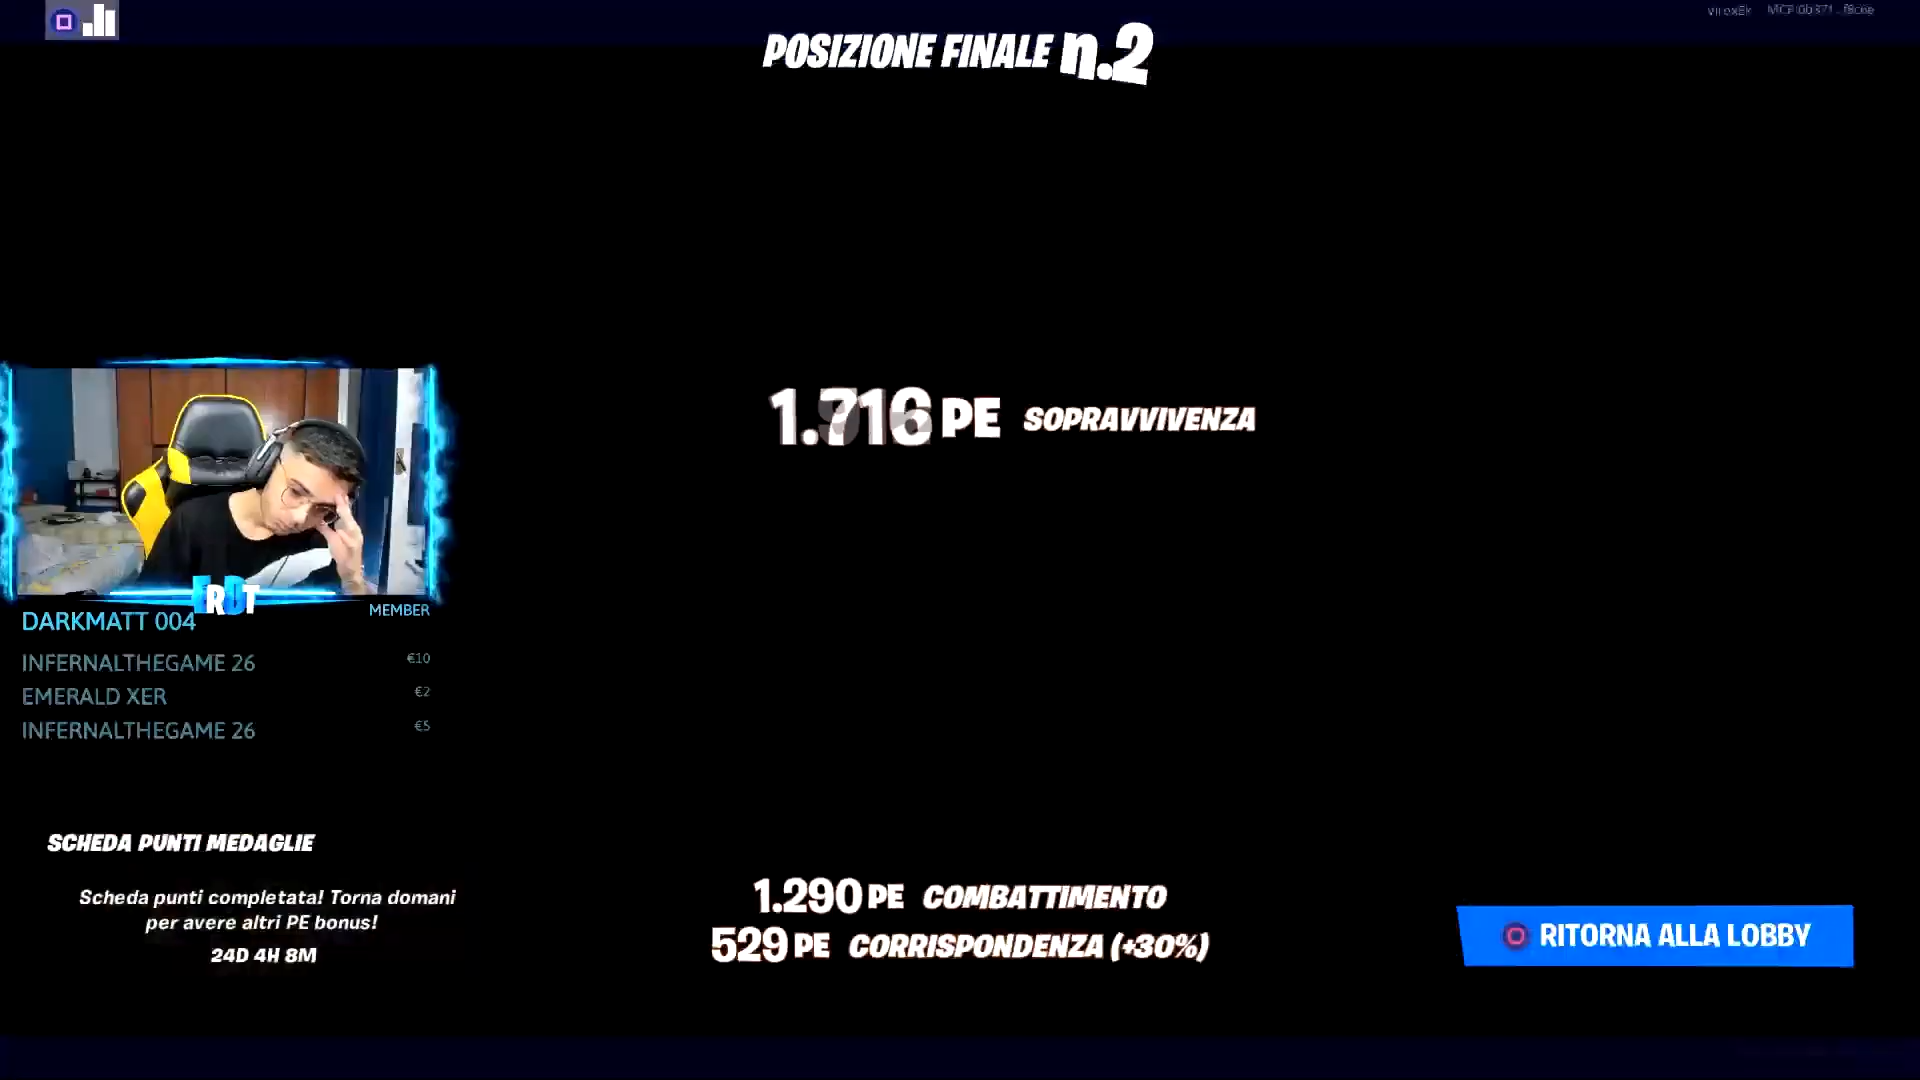 POSIZIONE FINALE n.2
1.716 PE SOPRAVVIVENZA
DARKMATT 004 MEMBER
INFERNALTHEGAME 26 €10
EMERALD XER €2
INFERNALTHEGAME 26 €5
SCHEDA PUNTI MEDAGLIE
Scheda punti completata! Torna domani
per avere altri PE bonus!
24D 4H 8M
1.290 PE COMBATTIMENTO
529 PE CORRISPONDENZA (+30%)
RITORNA ALLA LOBBY